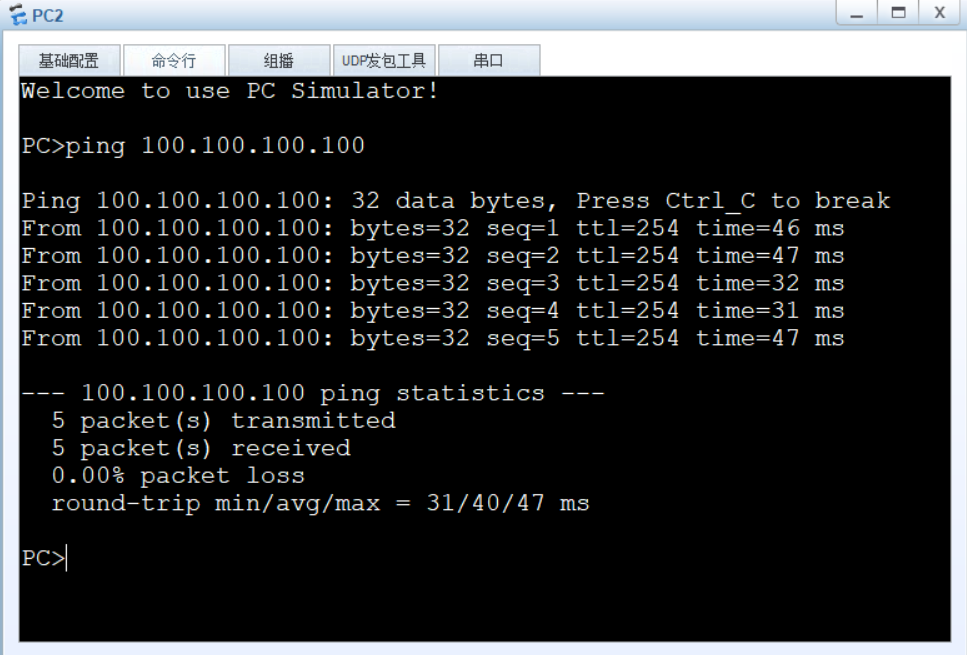 PC2
基础配置 命令行 组播 UDP发包工具 串口
Welcome to use PC Simulator!
PC>ping 100.100.100.100
Ping 100.100.100.100: 32 data bytes, Press Ctrl_C to break
From 100.100.100.100: bytes=32 seq=1 ttl=254 time=46 ms
From 100.100.100.100: bytes=32 seq=2 ttl=254 time=47 ms
From 100.100.100.100: bytes=32 seq=3 ttl=254 time=32 ms
From 100.100.100.100: bytes=32 seq=4 ttl=254 time=31 ms
From 100.100.100.100: bytes=32 seq=5 ttl=254 time=47 ms
--- 100.100.100.100 ping statistics ---
5 packet(s) transmitted
5 packet(s) received
0.00% packet loss
round-trip min/avg/max = 31/40/47 ms
PC>